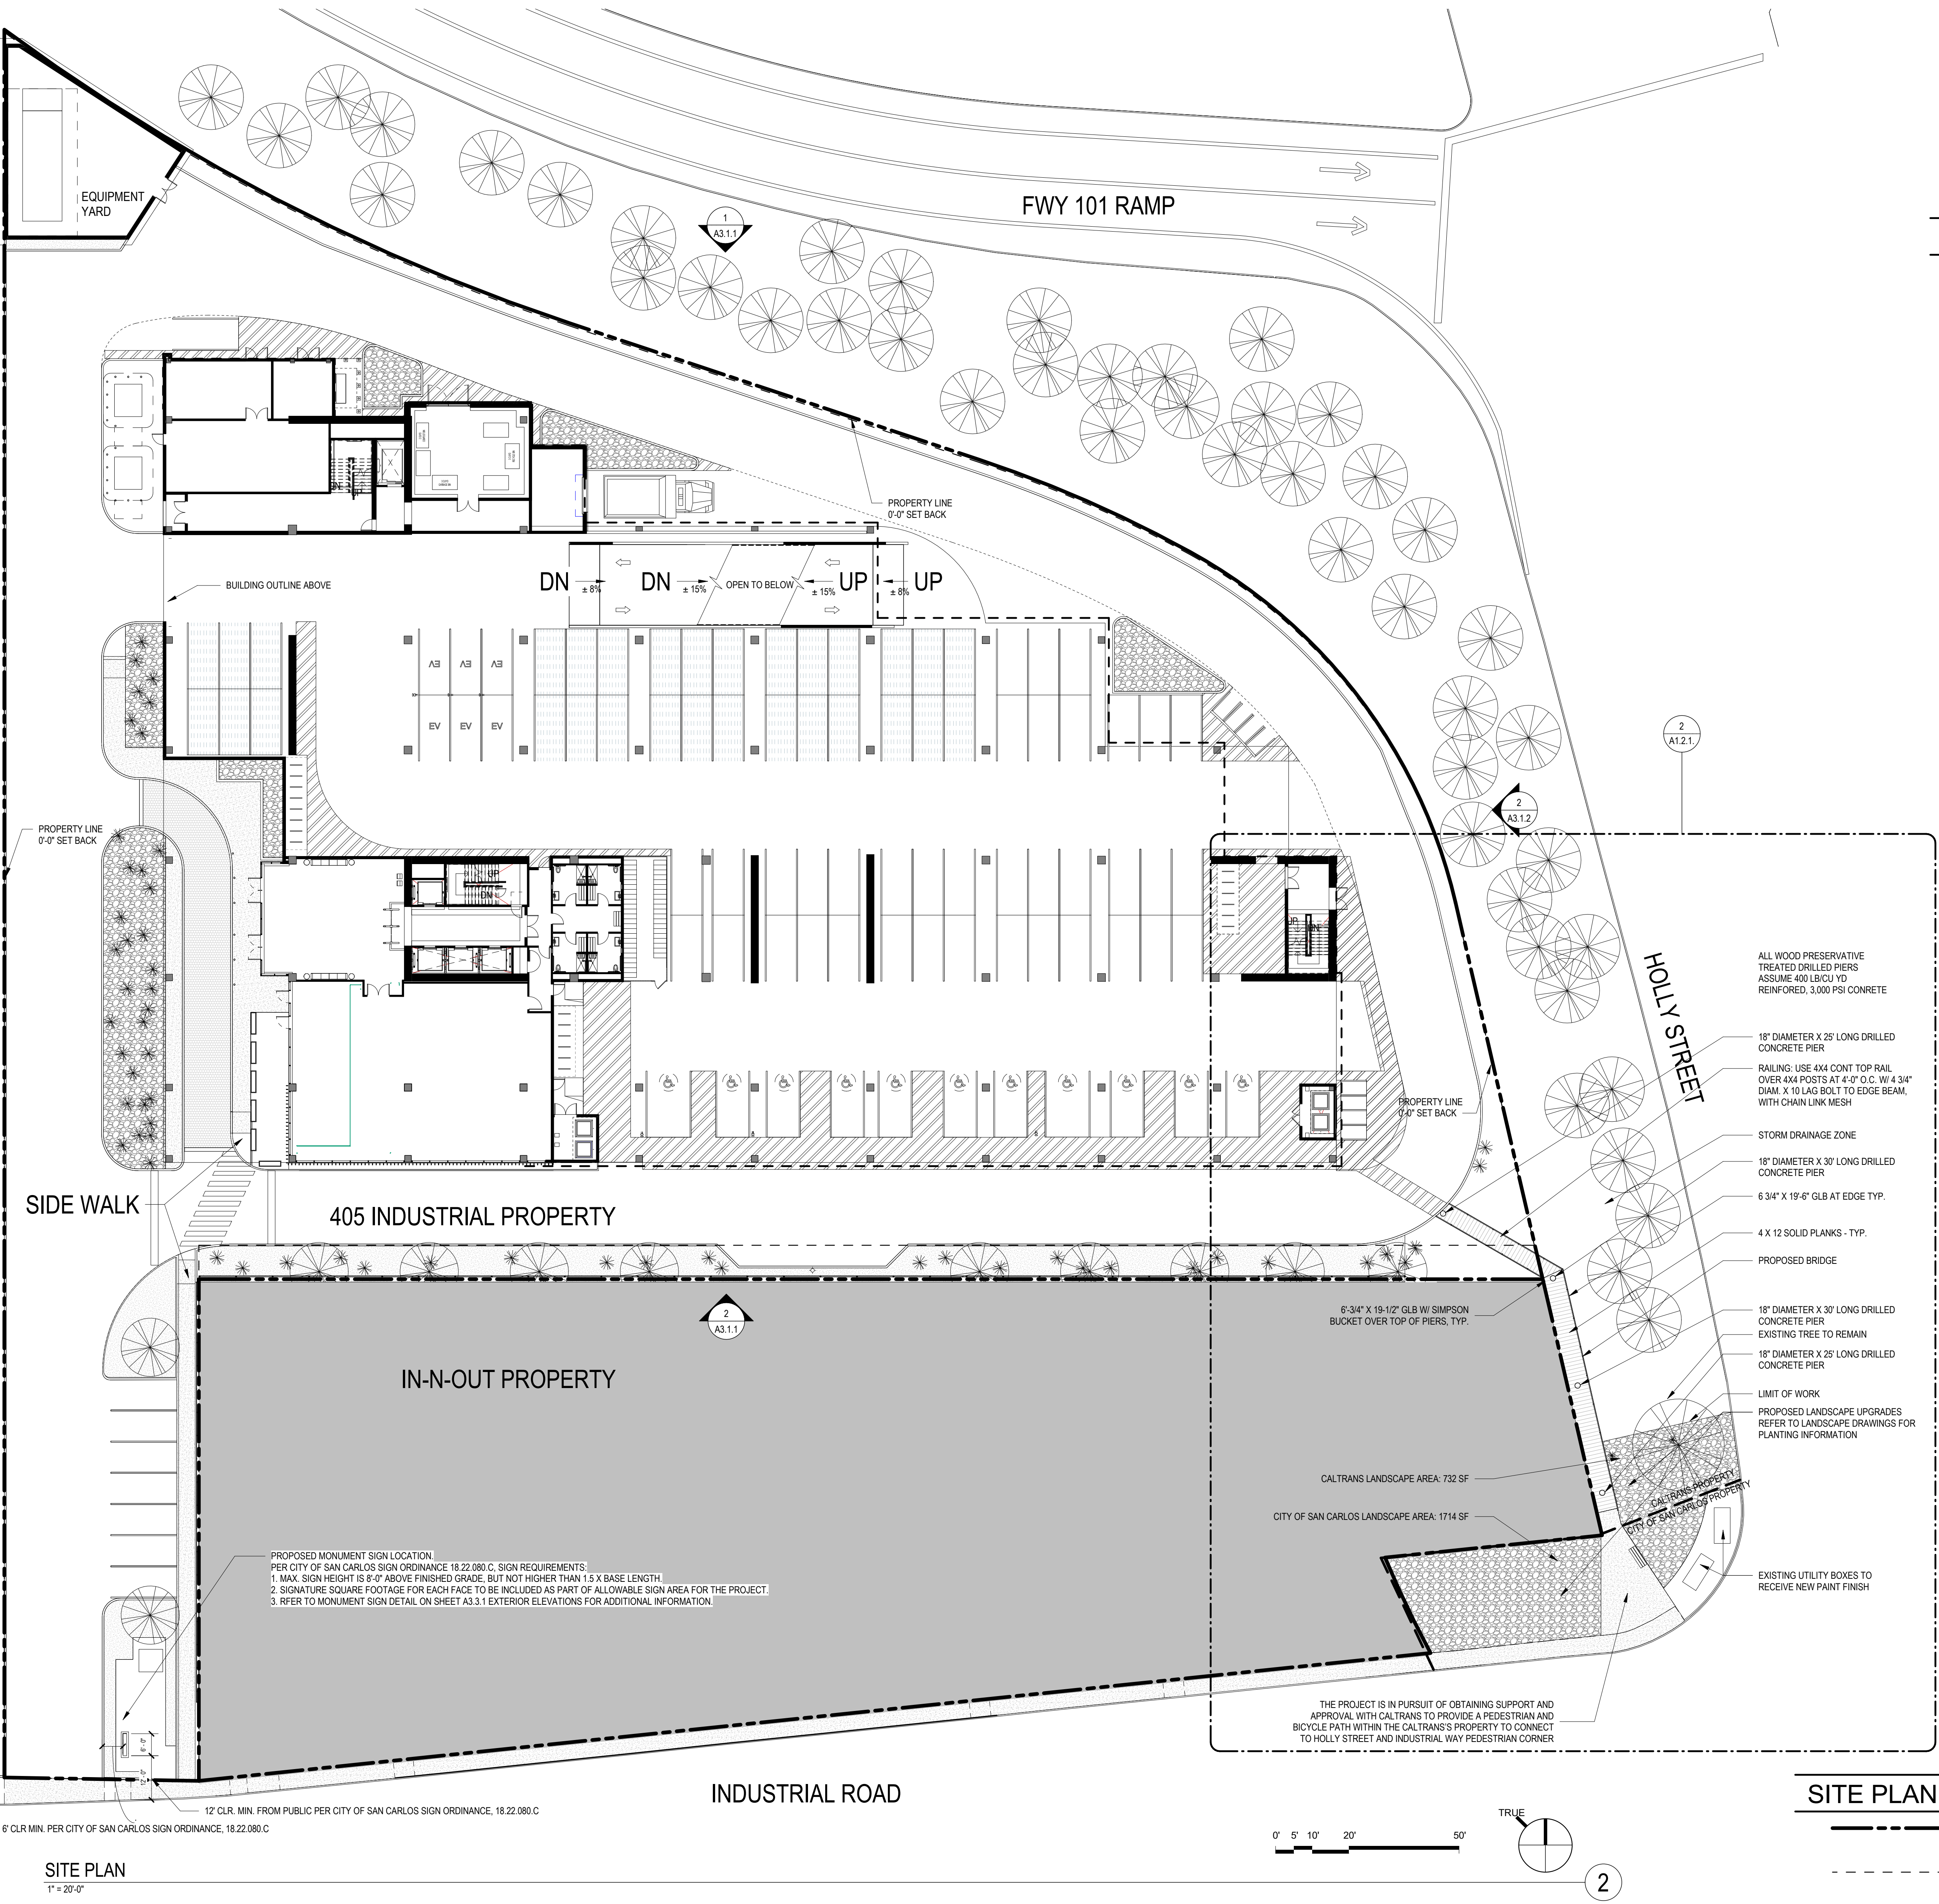 FWY 101 RAMP
EQUIPMENT
YARD
1
A3.1.1
PROPERTY LINE
0'-0" SET BACK
BUILDING OUTLINE ABOVE
DN
± 8%
DN
± 15%
OPEN TO BELOW
± 15%
UP
± 8%
UP
EV EV EV
EV EV EV
2
A1.2.1.
2
A3.1.2
PROPERTY LINE
0'-0" SET BACK
UP
DN
UP
DN
HOLLY STREET
ALL WOOD PRESERVATIVE
TREATED DRILLED PIERS
ASSUME 400 LB/CU YD
REINFORED, 3,000 PSI CONRETE
18" DIAMETER X 25' LONG DRILLED
CONCRETE PIER
RAILING: USE 4X4 CONT TOP RAIL
OVER 4X4 POSTS AT 4'-0" O.C. W/ 4 3/4"
DIAM. X 10 LAG BOLT TO EDGE BEAM,
WITH CHAIN LINK MESH
PROPERTY LINE
0'-0" SET BACK
STORM DRAINAGE ZONE
18" DIAMETER X 30' LONG DRILLED
CONCRETE PIER
6 3/4" X 19'-6" GLB AT EDGE TYP.
SIDE WALK
405 INDUSTRIAL PROPERTY
4 X 12 SOLID PLANKS - TYP.
PROPOSED BRIDGE
2
A3.1.1
6'-3/4" X 19-1/2" GLB W/ SIMPSON
BUCKET OVER TOP OF PIERS, TYP.
18" DIAMETER X 30' LONG DRILLED
CONCRETE PIER
EXISTING TREE TO REMAIN
18" DIAMETER X 25' LONG DRILLED
CONCRETE PIER
IN-N-OUT PROPERTY
LIMIT OF WORK
PROPOSED LANDSCAPE UPGRADES
REFER TO LANDSCAPE DRAWINGS FOR
PLANTING INFORMATION
CALTRANS LANDSCAPE AREA: 732 SF
CALTRANS PROPERTY
CITY OF SAN CARLOS PROPERTY
CITY OF SAN CARLOS LANDSCAPE AREA: 1714 SF
PROPOSED MONUMENT SIGN LOCATION.
PER CITY OF SAN CARLOS SIGN ORDINANCE 18.22.080.C, SIGN REQUIREMENTS:
1. MAX. SIGN HEIGHT IS 8'-0" ABOVE FINISHED GRADE, BUT NOT HIGHER THAN 1.5 X BASE LENGTH.
2. SIGNATURE SQUARE FOOTAGE FOR EACH FACE TO BE INCLUDED AS PART OF ALLOWABLE SIGN AREA FOR THE PROJECT.
3. RFER TO MONUMENT SIGN DETAIL ON SHEET A3.3.1 EXTERIOR ELEVATIONS FOR ADDITIONAL INFORMATION.
EXISTING UTILITY BOXES TO
RECEIVE NEW PAINT FINISH
THE PROJECT IS IN PURSUIT OF OBTAINING SUPPORT AND
APPROVAL WITH CALTRANS TO PROVIDE A PEDESTRIAN AND
BICYCLE PATH WITHIN THE CALTRANS'S PROPERTY TO CONNECT
TO HOLLY STREET AND INDUSTRIAL WAY PEDESTRIAN CORNER
INDUSTRIAL ROAD
SITE PLAN
12' CLR. MIN. FROM PUBLIC PER CITY OF SAN CARLOS SIGN ORDINANCE, 18.22.080.C
6' CLR MIN. PER CITY OF SAN CARLOS SIGN ORDINANCE, 18.22.080.C
TRUE
0' 5' 10' 20' 50'
SITE PLAN
1" = 20'-0"
2